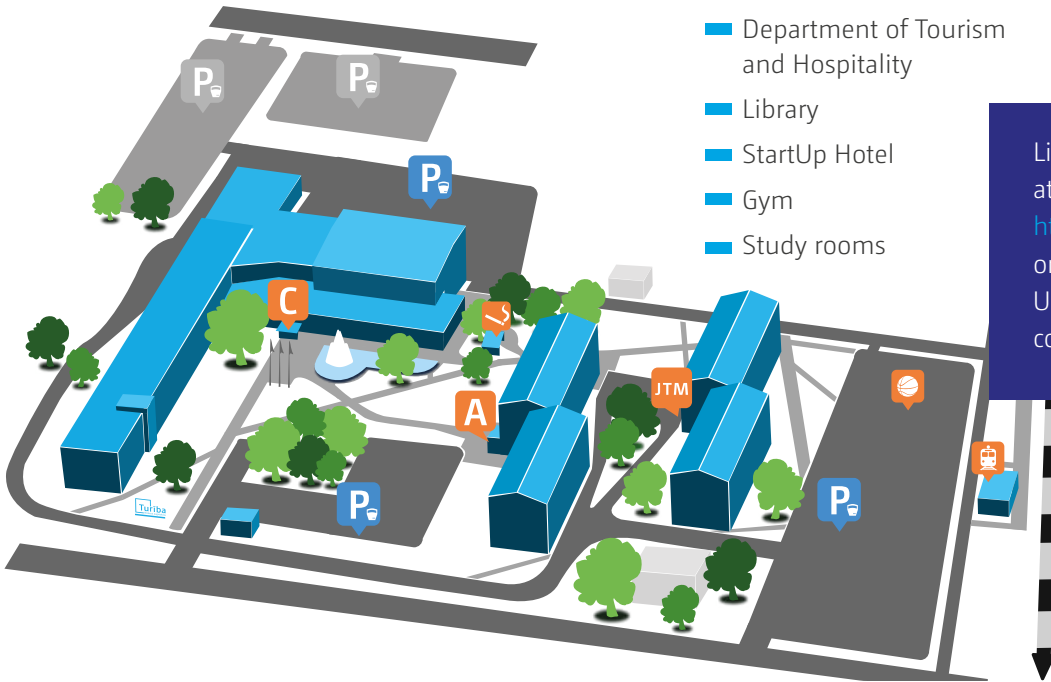 Department of Tourism
and Hospitality
Library
StartUp Hotel
Gym
Study rooms
P
P
P
C
A
JTM
P
P
Turiba